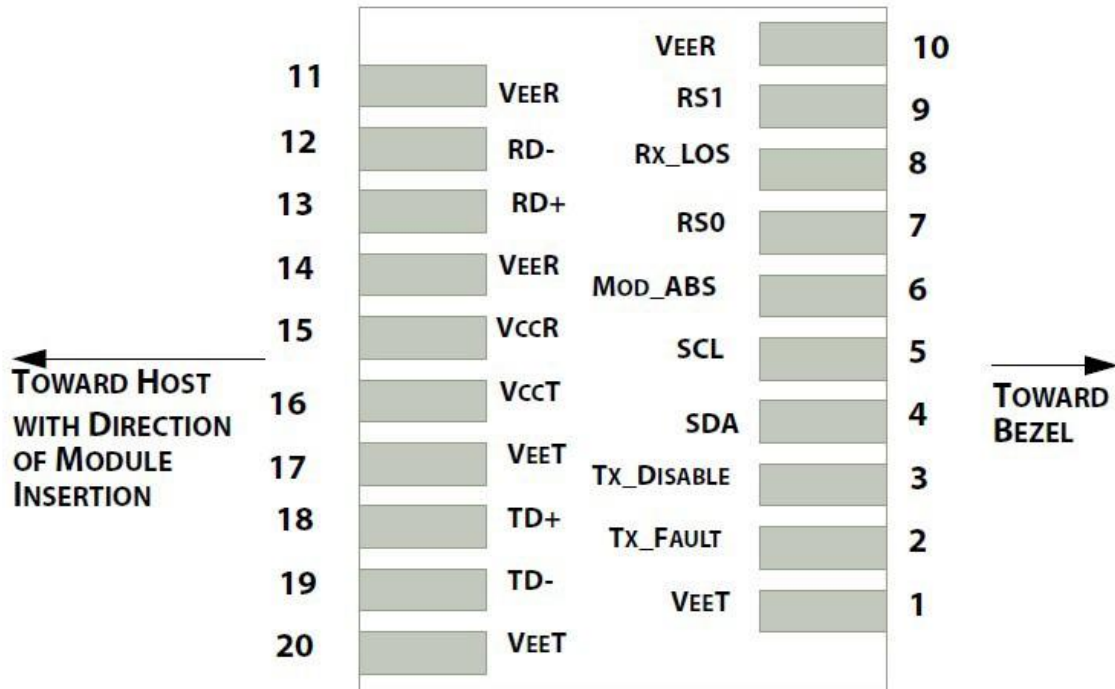 11 VEER
12 RD-
13 RD+
14 VEER
15 VCCR
16 VCCT
17 VEET
18 TD+
19 TD-
20 VEET
VEER 10
RS1 9
RX_LOS 8
RS0 7
MOD_ABS 6
SCL 5
SDA 4
TX_DISABLE 3
TX_FAULT 2
VEET 1
TOWARD HOST
WITH DIRECTION
OF MODULE
INSERTION
TOWARD
BEZEL